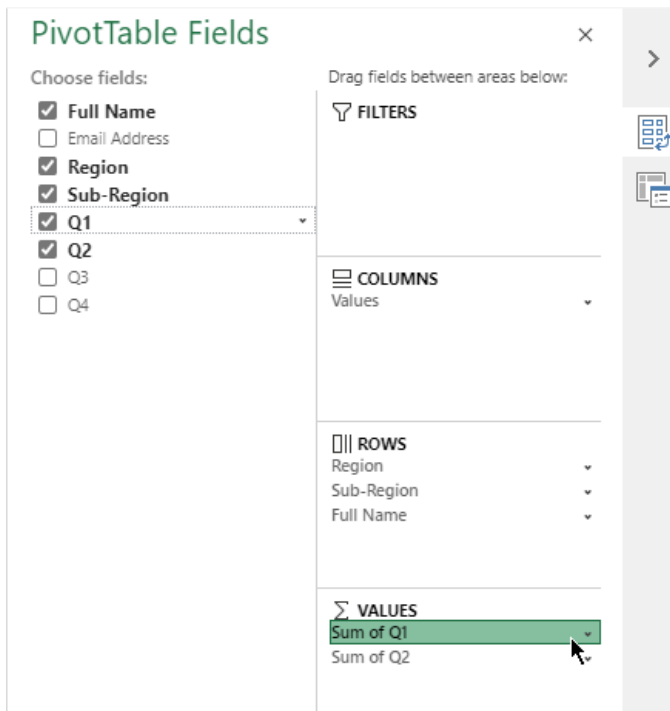 PivotTable Fields
Choose fields:
Full Name
Email Address
Region
Sub-Region
Q1
Q2
Q3
Q4
Drag fields between areas below:
FILTERS
COLUMNS
Values
ROWS
Region
Sub-Region
Full Name
Σ VALUES
Sum of Q1
Sum of Q2